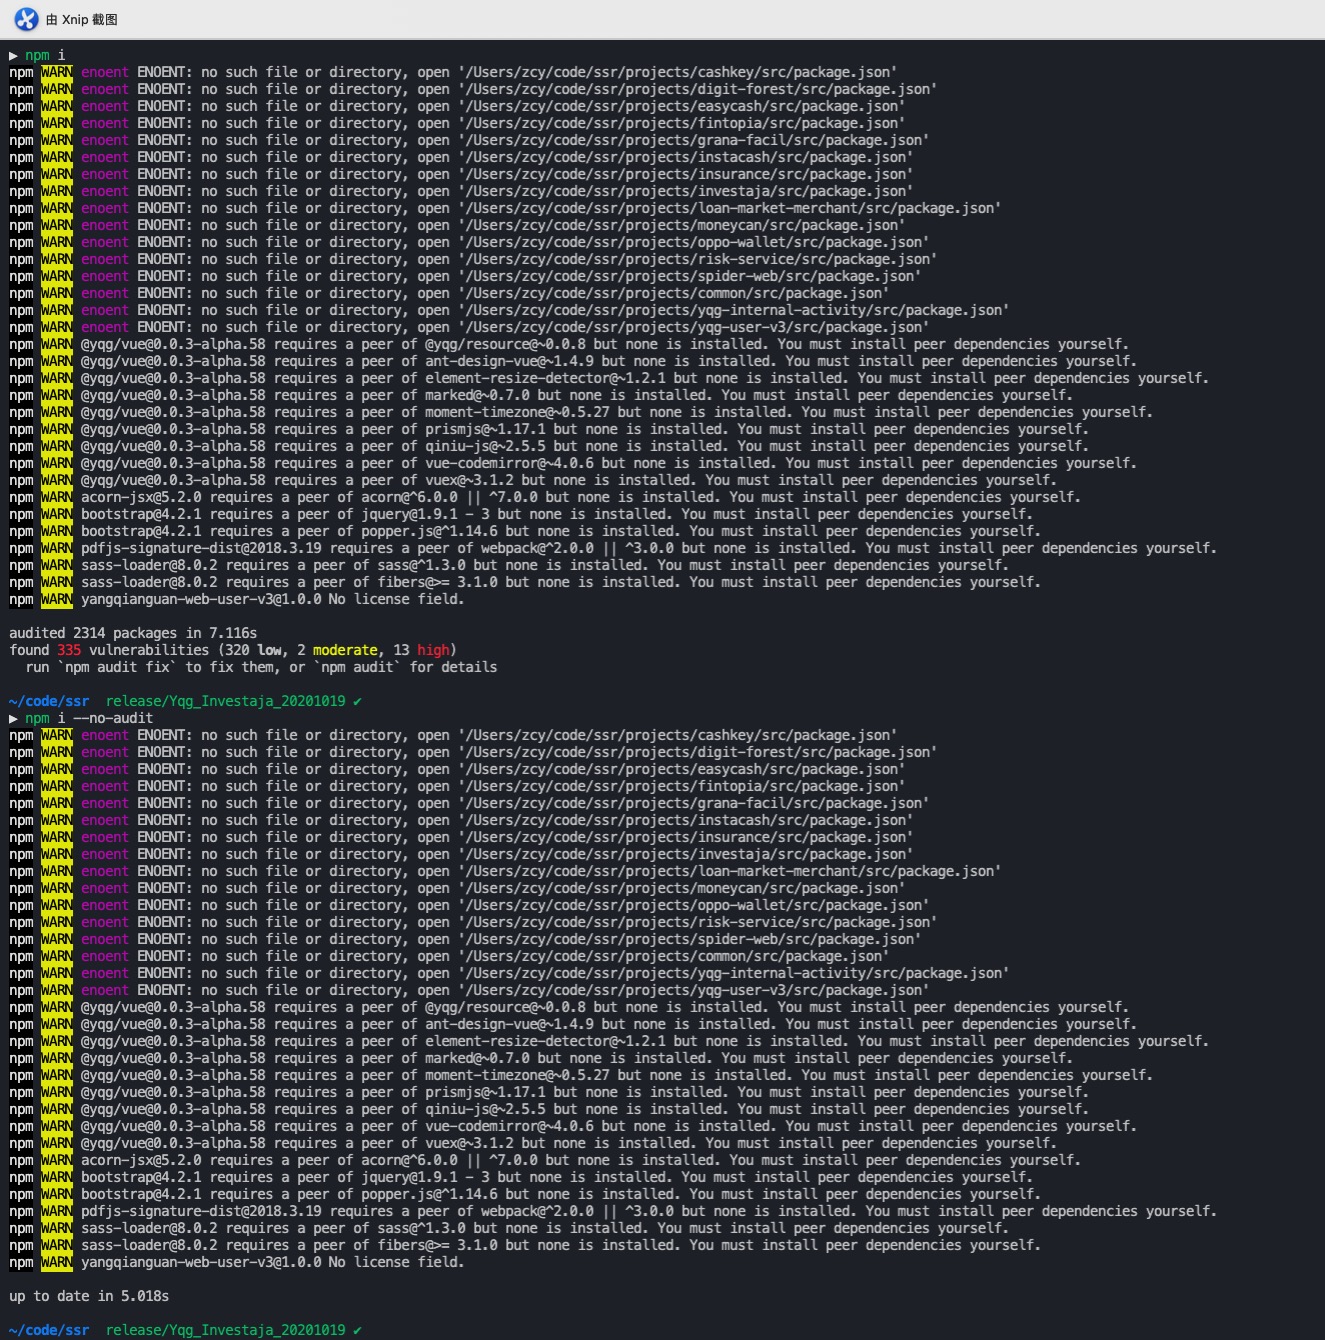 由 Xnip 截图
▶ npm i
npm WARN enoent ENOENT: no such file or directory, open '/Users/zcy/code/ssr/projects/cashkey/src/package.json'
npm WARN enoent ENOENT: no such file or directory, open '/Users/zcy/code/ssr/projects/digit-forest/src/package.json'
npm WARN enoent ENOENT: no such file or directory, open '/Users/zcy/code/ssr/projects/easycash/src/package.json'
npm WARN enoent ENOENT: no such file or directory, open '/Users/zcy/code/ssr/projects/fintopia/src/package.json'
npm WARN enoent ENOENT: no such file or directory, open '/Users/zcy/code/ssr/projects/grana-facil/src/package.json'
npm WARN enoent ENOENT: no such file or directory, open '/Users/zcy/code/ssr/projects/instacash/src/package.json'
npm WARN enoent ENOENT: no such file or directory, open '/Users/zcy/code/ssr/projects/insurance/src/package.json'
npm WARN enoent ENOENT: no such file or directory, open '/Users/zcy/code/ssr/projects/investaja/src/package.json'
npm WARN enoent ENOENT: no such file or directory, open '/Users/zcy/code/ssr/projects/loan-market-merchant/src/package.json'
npm WARN enoent ENOENT: no such file or directory, open '/Users/zcy/code/ssr/projects/moneycan/src/package.json'
npm WARN enoent ENOENT: no such file or directory, open '/Users/zcy/code/ssr/projects/oppo-wallet/src/package.json'
npm WARN enoent ENOENT: no such file or directory, open '/Users/zcy/code/ssr/projects/risk-service/src/package.json'
npm WARN enoent ENOENT: no such file or directory, open '/Users/zcy/code/ssr/projects/spider-web/src/package.json'
npm WARN enoent ENOENT: no such file or directory, open '/Users/zcy/code/ssr/projects/common/src/package.json'
npm WARN enoent ENOENT: no such file or directory, open '/Users/zcy/code/ssr/projects/yqg-internal-activity/src/package.json'
npm WARN enoent ENOENT: no such file or directory, open '/Users/zcy/code/ssr/projects/yqg-user-v3/src/package.json'
npm WARN @yqg/vue@0.0.3-alpha.58 requires a peer of @yqg/resource@~0.0.8 but none is installed. You must install peer dependencies yourself.
npm WARN @yqg/vue@0.0.3-alpha.58 requires a peer of ant-design-vue@~1.4.9 but none is installed. You must install peer dependencies yourself.
npm WARN @yqg/vue@0.0.3-alpha.58 requires a peer of element-resize-detector@~1.2.1 but none is installed. You must install peer dependencies yourself.
npm WARN @yqg/vue@0.0.3-alpha.58 requires a peer of marked@~0.7.0 but none is installed. You must install peer dependencies yourself.
npm WARN @yqg/vue@0.0.3-alpha.58 requires a peer of moment-timezone@~0.5.27 but none is installed. You must install peer dependencies yourself.
npm WARN @yqg/vue@0.0.3-alpha.58 requires a peer of prismjs@~1.17.1 but none is installed. You must install peer dependencies yourself.
npm WARN @yqg/vue@0.0.3-alpha.58 requires a peer of qiniu-js@~2.5.5 but none is installed. You must install peer dependencies yourself.
npm WARN @yqg/vue@0.0.3-alpha.58 requires a peer of vue-codemirror@~4.0.6 but none is installed. You must install peer dependencies yourself.
npm WARN @yqg/vue@0.0.3-alpha.58 requires a peer of vuex@~3.1.2 but none is installed. You must install peer dependencies yourself.
npm WARN acorn-jsx@5.2.0 requires a peer of acorn@^6.0.0 || ^7.0.0 but none is installed. You must install peer dependencies yourself.
npm WARN bootstrap@4.2.1 requires a peer of jquery@1.9.1 - 3 but none is installed. You must install peer dependencies yourself.
npm WARN bootstrap@4.2.1 requires a peer of popper.js@^1.14.6 but none is installed. You must install peer dependencies yourself.
npm WARN pdfjs-signature-dist@2018.3.19 requires a peer of webpack@^2.0.0 || ^3.0.0 but none is installed. You must install peer dependencies yourself.
npm WARN sass-loader@8.0.2 requires a peer of sass@^1.3.0 but none is installed. You must install peer dependencies yourself.
npm WARN sass-loader@8.0.2 requires a peer of fibers@>= 3.1.0 but none is installed. You must install peer dependencies yourself.
npm WARN yangqianguan-web-user-v3@1.0.0 No license field.
audited 2314 packages in 7.116s
found 335 vulnerabilities (320 low, 2 moderate, 13 high)
run `npm audit fix` to fix them, or `npm audit` for details
~/code/ssr release/Yqg_Investaja_20201019 ✔
▶ npm i --no-audit
npm WARN enoent ENOENT: no such file or directory, open '/Users/zcy/code/ssr/projects/cashkey/src/package.json'
npm WARN enoent ENOENT: no such file or directory, open '/Users/zcy/code/ssr/projects/digit-forest/src/package.json'
npm WARN enoent ENOENT: no such file or directory, open '/Users/zcy/code/ssr/projects/easycash/src/package.json'
npm WARN enoent ENOENT: no such file or directory, open '/Users/zcy/code/ssr/projects/fintopia/src/package.json'
npm WARN enoent ENOENT: no such file or directory, open '/Users/zcy/code/ssr/projects/grana-facil/src/package.json'
npm WARN enoent ENOENT: no such file or directory, open '/Users/zcy/code/ssr/projects/instacash/src/package.json'
npm WARN enoent ENOENT: no such file or directory, open '/Users/zcy/code/ssr/projects/insurance/src/package.json'
npm WARN enoent ENOENT: no such file or directory, open '/Users/zcy/code/ssr/projects/investaja/src/package.json'
npm WARN enoent ENOENT: no such file or directory, open '/Users/zcy/code/ssr/projects/loan-market-merchant/src/package.json'
npm WARN enoent ENOENT: no such file or directory, open '/Users/zcy/code/ssr/projects/moneycan/src/package.json'
npm WARN enoent ENOENT: no such file or directory, open '/Users/zcy/code/ssr/projects/oppo-wallet/src/package.json'
npm WARN enoent ENOENT: no such file or directory, open '/Users/zcy/code/ssr/projects/risk-service/src/package.json'
npm WARN enoent ENOENT: no such file or directory, open '/Users/zcy/code/ssr/projects/spider-web/src/package.json'
npm WARN enoent ENOENT: no such file or directory, open '/Users/zcy/code/ssr/projects/common/src/package.json'
npm WARN enoent ENOENT: no such file or directory, open '/Users/zcy/code/ssr/projects/yqg-internal-activity/src/package.json'
npm WARN enoent ENOENT: no such file or directory, open '/Users/zcy/code/ssr/projects/yqg-user-v3/src/package.json'
npm WARN @yqg/vue@0.0.3-alpha.58 requires a peer of @yqg/resource@~0.0.8 but none is installed. You must install peer dependencies yourself.
npm WARN @yqg/vue@0.0.3-alpha.58 requires a peer of ant-design-vue@~1.4.9 but none is installed. You must install peer dependencies yourself.
npm WARN @yqg/vue@0.0.3-alpha.58 requires a peer of element-resize-detector@~1.2.1 but none is installed. You must install peer dependencies yourself.
npm WARN @yqg/vue@0.0.3-alpha.58 requires a peer of marked@~0.7.0 but none is installed. You must install peer dependencies yourself.
npm WARN @yqg/vue@0.0.3-alpha.58 requires a peer of moment-timezone@~0.5.27 but none is installed. You must install peer dependencies yourself.
npm WARN @yqg/vue@0.0.3-alpha.58 requires a peer of prismjs@~1.17.1 but none is installed. You must install peer dependencies yourself.
npm WARN @yqg/vue@0.0.3-alpha.58 requires a peer of qiniu-js@~2.5.5 but none is installed. You must install peer dependencies yourself.
npm WARN @yqg/vue@0.0.3-alpha.58 requires a peer of vue-codemirror@~4.0.6 but none is installed. You must install peer dependencies yourself.
npm WARN @yqg/vue@0.0.3-alpha.58 requires a peer of vuex@~3.1.2 but none is installed. You must install peer dependencies yourself.
npm WARN acorn-jsx@5.2.0 requires a peer of acorn@^6.0.0 || ^7.0.0 but none is installed. You must install peer dependencies yourself.
npm WARN bootstrap@4.2.1 requires a peer of jquery@1.9.1 - 3 but none is installed. You must install peer dependencies yourself.
npm WARN bootstrap@4.2.1 requires a peer of popper.js@^1.14.6 but none is installed. You must install peer dependencies yourself.
npm WARN pdfjs-signature-dist@2018.3.19 requires a peer of webpack@^2.0.0 || ^3.0.0 but none is installed. You must install peer dependencies yourself.
npm WARN sass-loader@8.0.2 requires a peer of sass@^1.3.0 but none is installed. You must install peer dependencies yourself.
npm WARN sass-loader@8.0.2 requires a peer of fibers@>= 3.1.0 but none is installed. You must install peer dependencies yourself.
npm WARN yangqianguan-web-user-v3@1.0.0 No license field.
up to date in 5.018s
~/code/ssr release/Yqg_Investaja_20201019 ✔